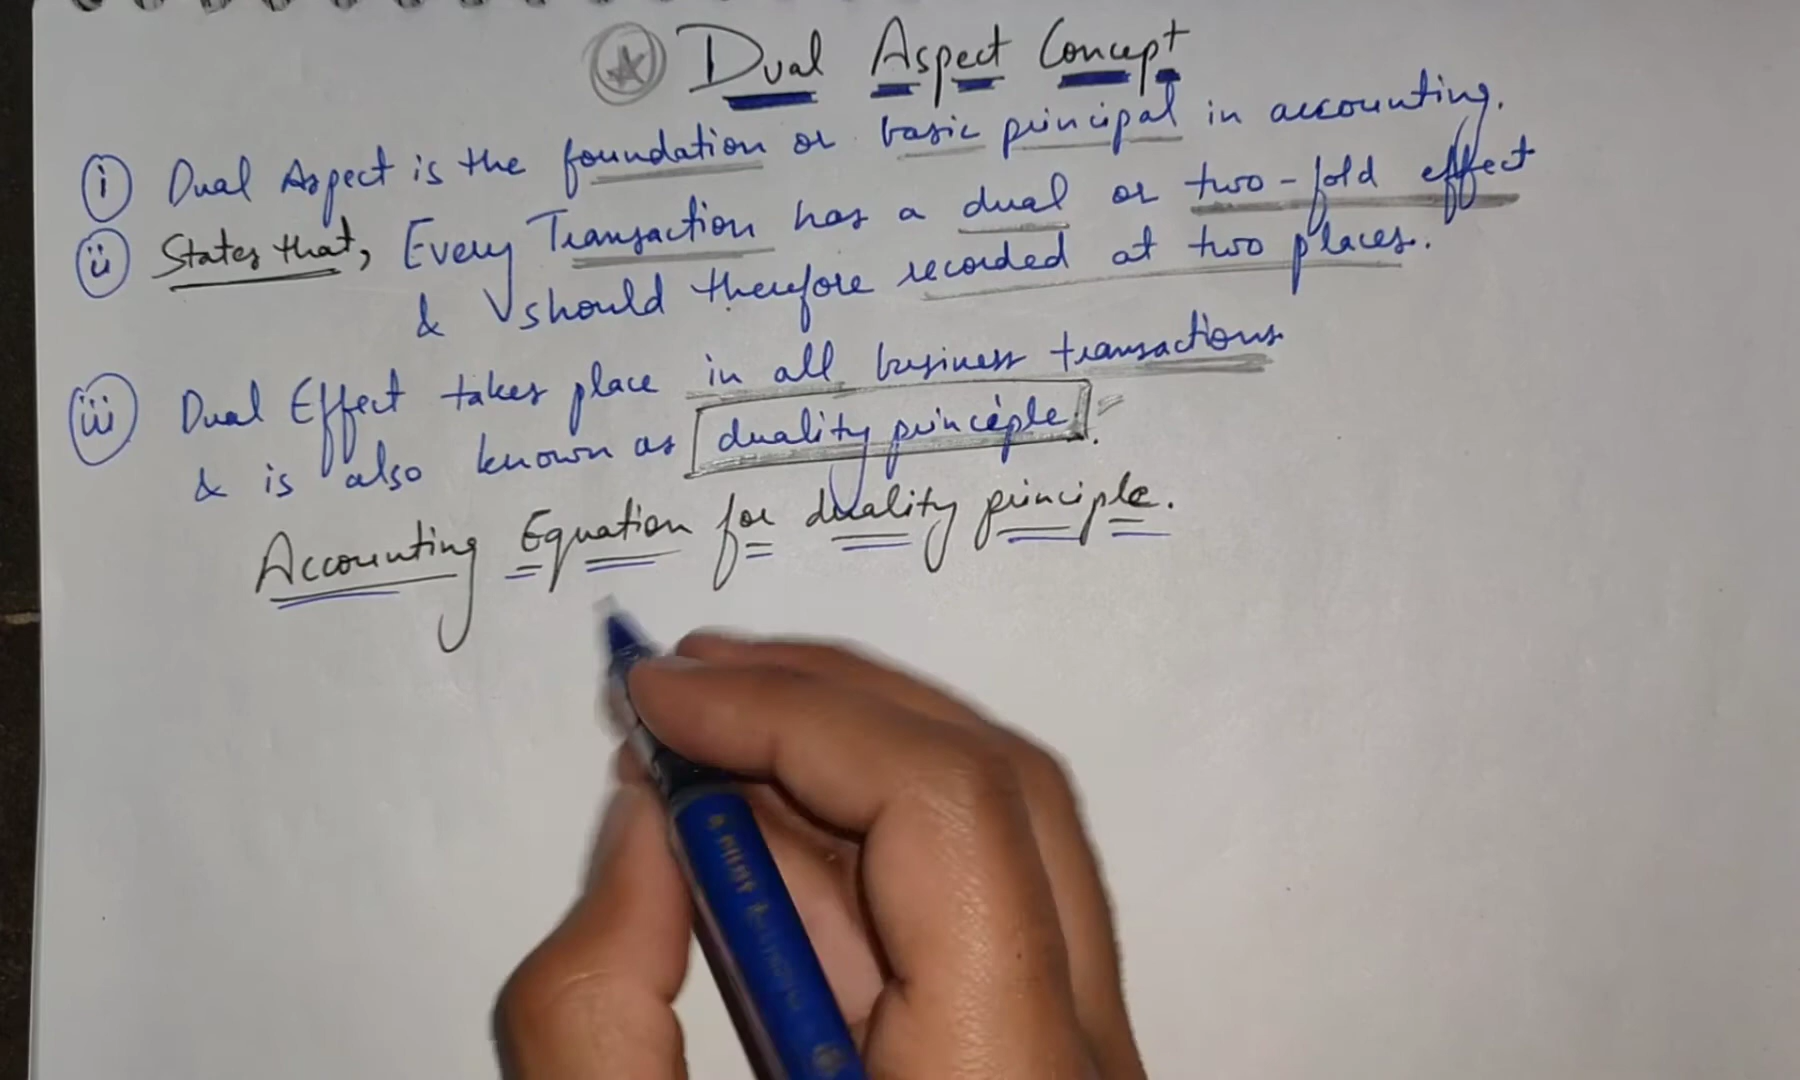 Dual Aspect Concept
i Dual Aspect is the foundation or basic principal in accounting.
ii States that, Every Transaction has a dual or two-fold effect
& should therefore recorded at two places.
iii Dual Effect takes place in all business transactions
& is also known as duality principle.
Accounting Equation for duality principle.
PILOT